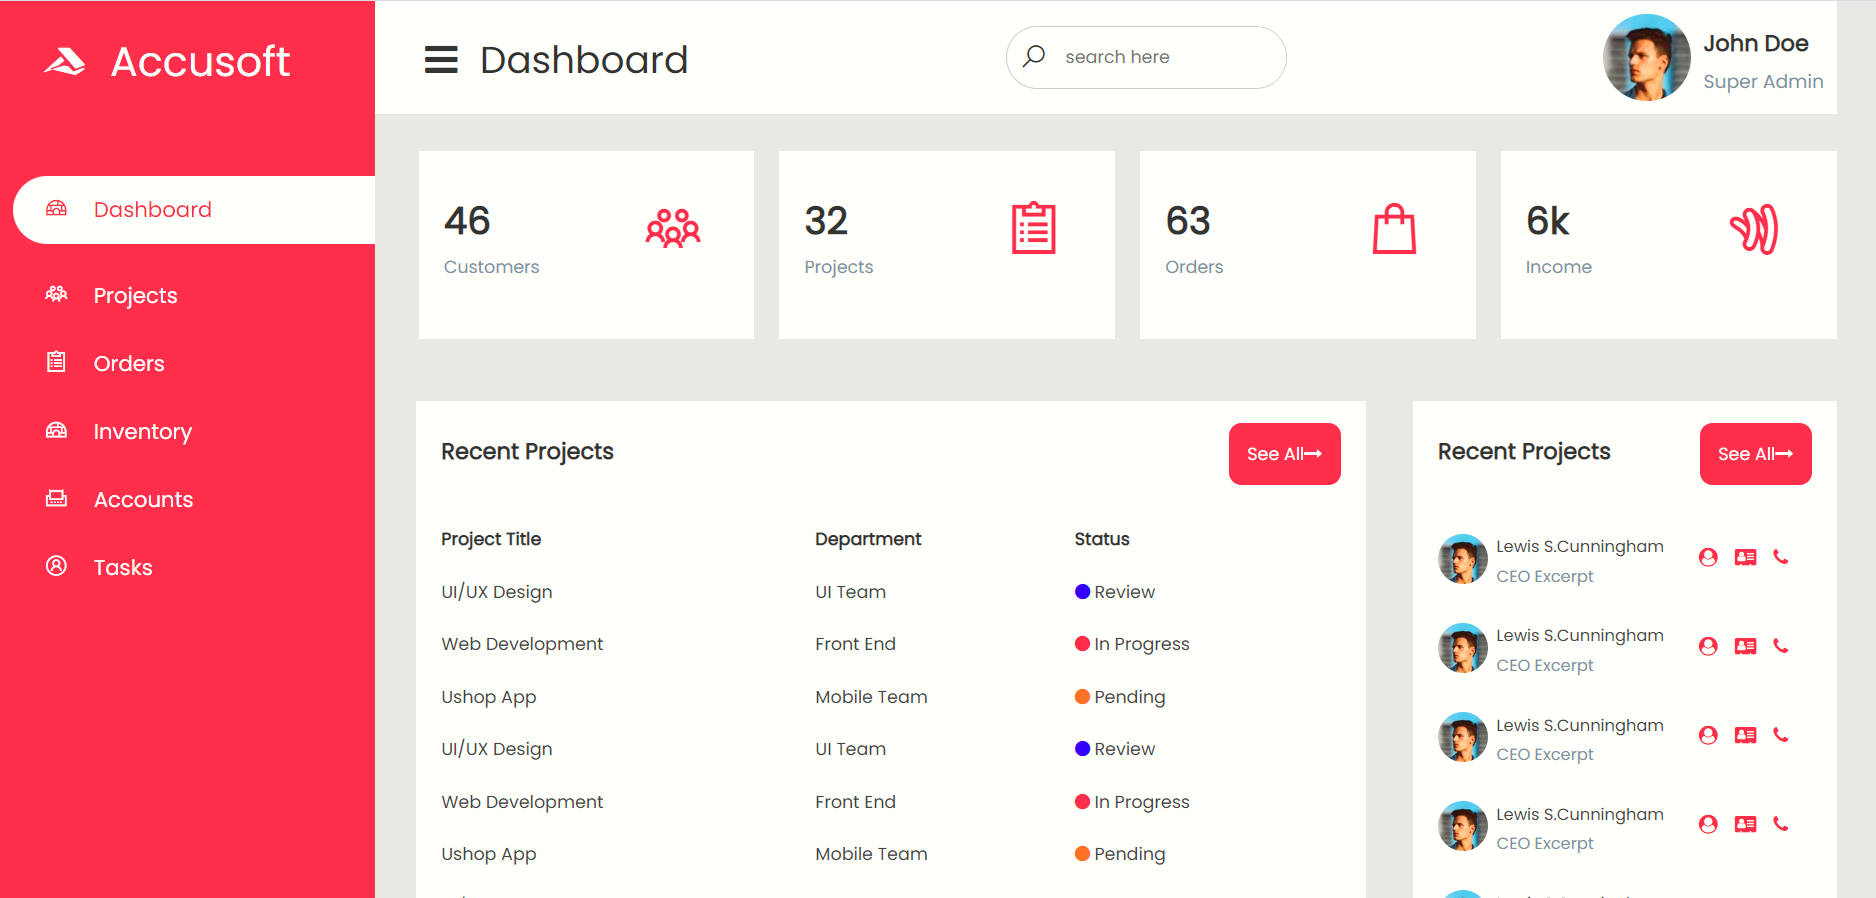 Accusoft
Dashboard
Projects
Orders
Inventory
Accounts
Tasks
Dashboard
search here
John Doe
Super Admin
46
Customers
32
Projects
63
Orders
6k
Income
Recent Projects
See All
Project Title Department Status
UI/UX Design UI Team Review
Web Development Front End In Progress
Ushop App Mobile Team Pending
UI/UX Design UI Team Review
Web Development Front End In Progress
Ushop App Mobile Team Pending
Recent Projects
See All
Lewis S.Cunningham
CEO Excerpt
Lewis S.Cunningham
CEO Excerpt
Lewis S.Cunningham
CEO Excerpt
Lewis S.Cunningham
CEO Excerpt